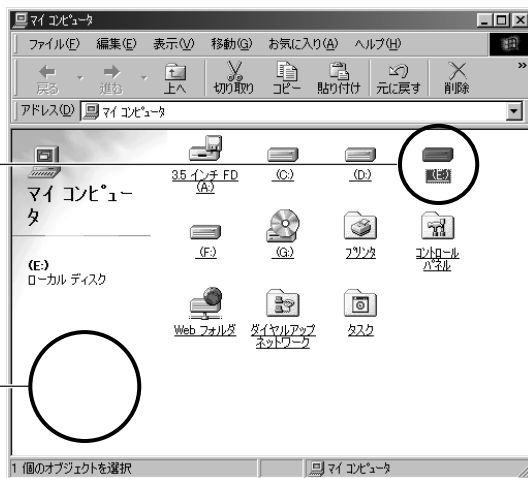 マイ コンピュータ
ファイル(F) 編集(E) 表示(V) 移動(G) お気に入り(A) ヘルプ(H)
戻る 進む 上へ 切り取り コピー 貼り付け 元に戻す 削除 »
アドレス(D) マイ コンピュータ
マイ コンピュー
タ
(E:)
ローカル ディスク
3.5 インチ FD
(A:)
(C:)
(D:)
(E:)
(F:)
(G:)
プリンタ
コントロール
パネル
Web フォルダ
ダイヤルアップ
ネットワーク
タスク
1 個のオブジェクトを選択
マイ コンピュータ